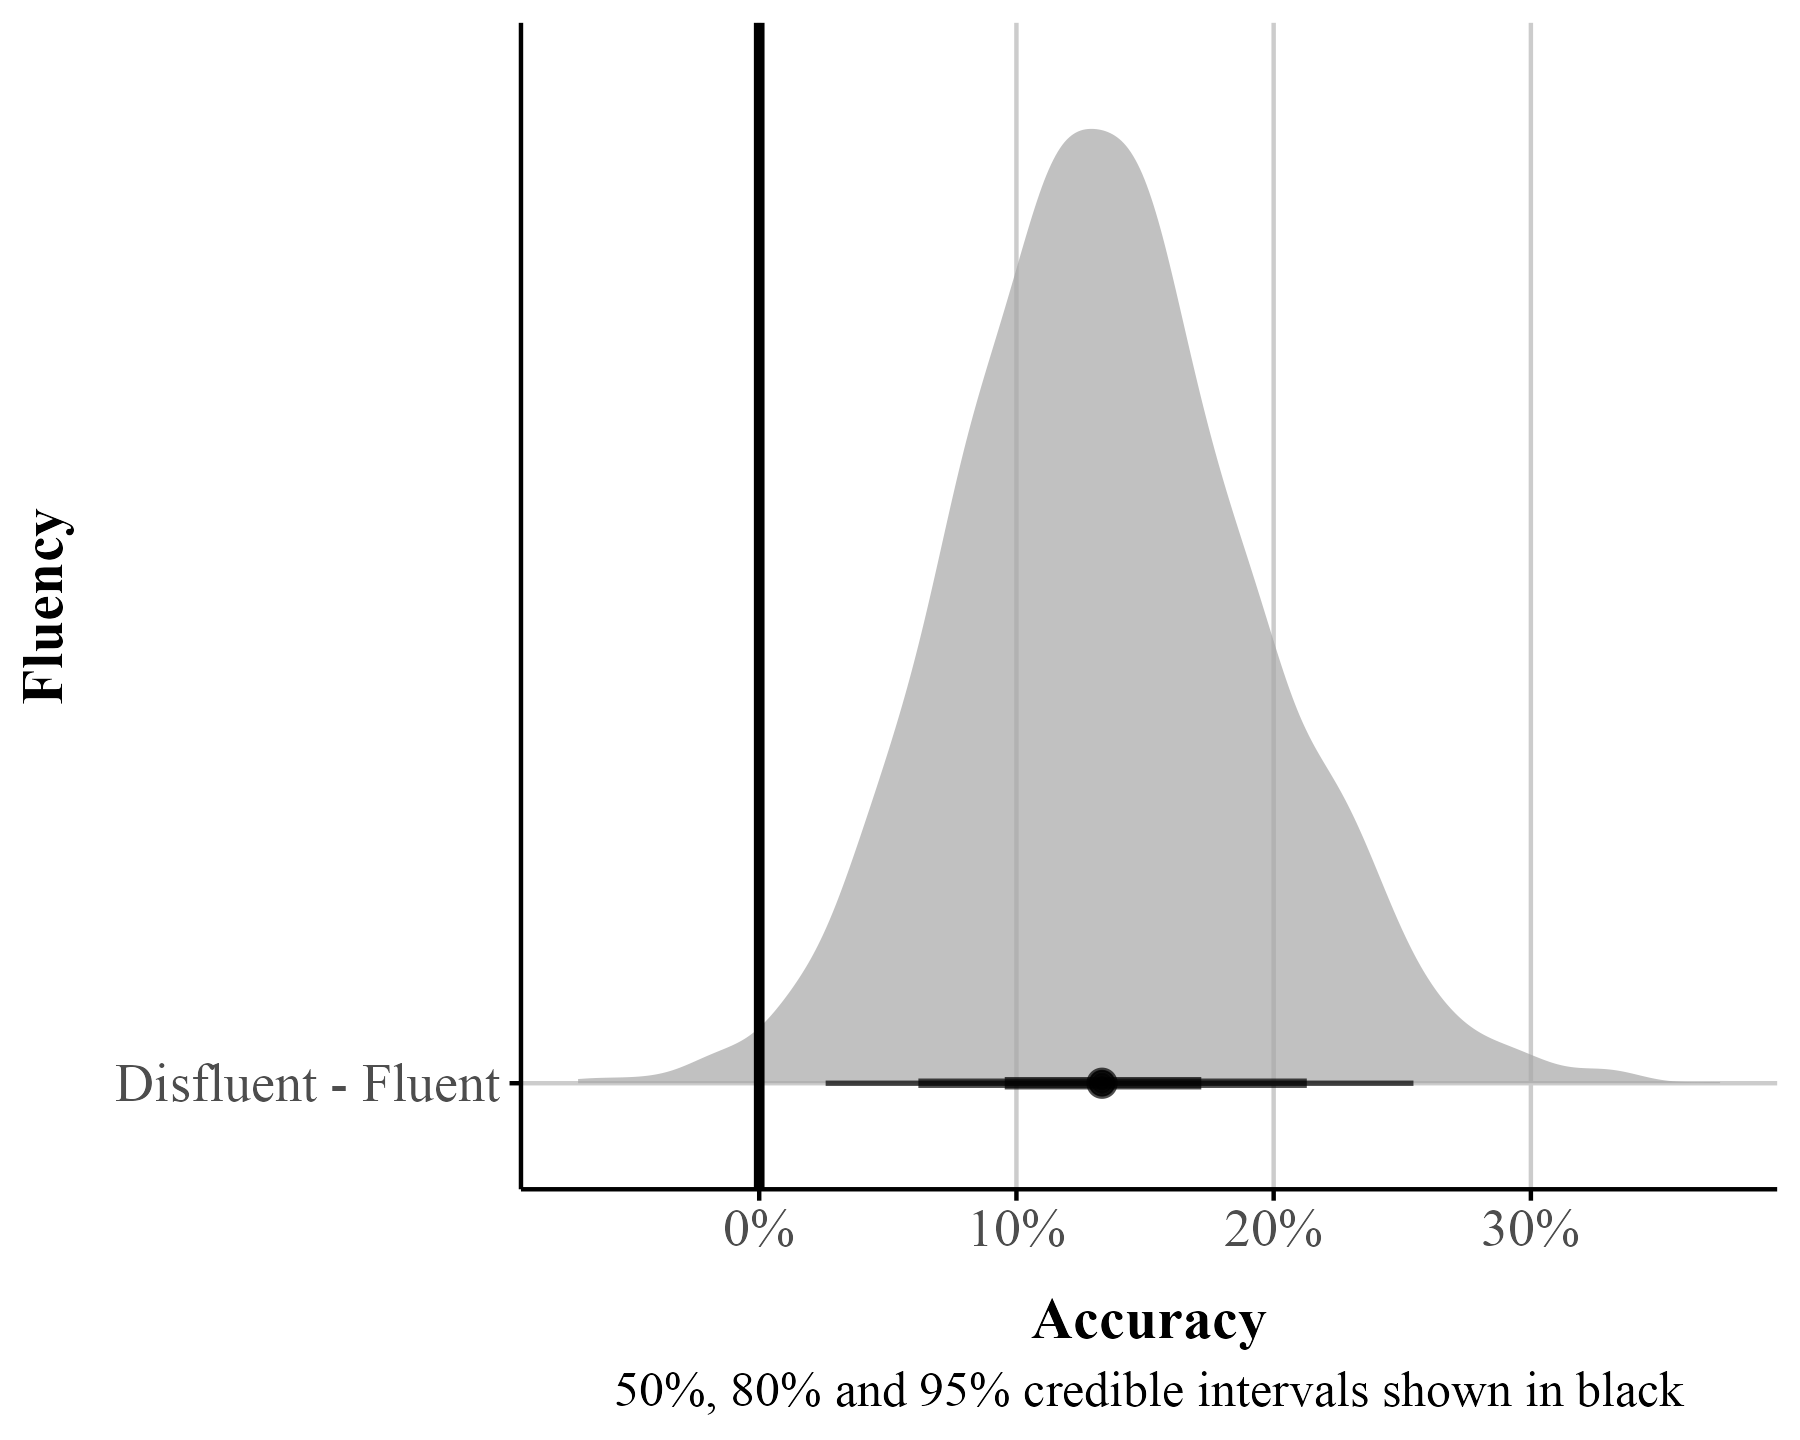 Fluency
Disfluent - Fluent
0% 10% 20% 30%
Accuracy
50%, 80% and 95% credible intervals shown in black